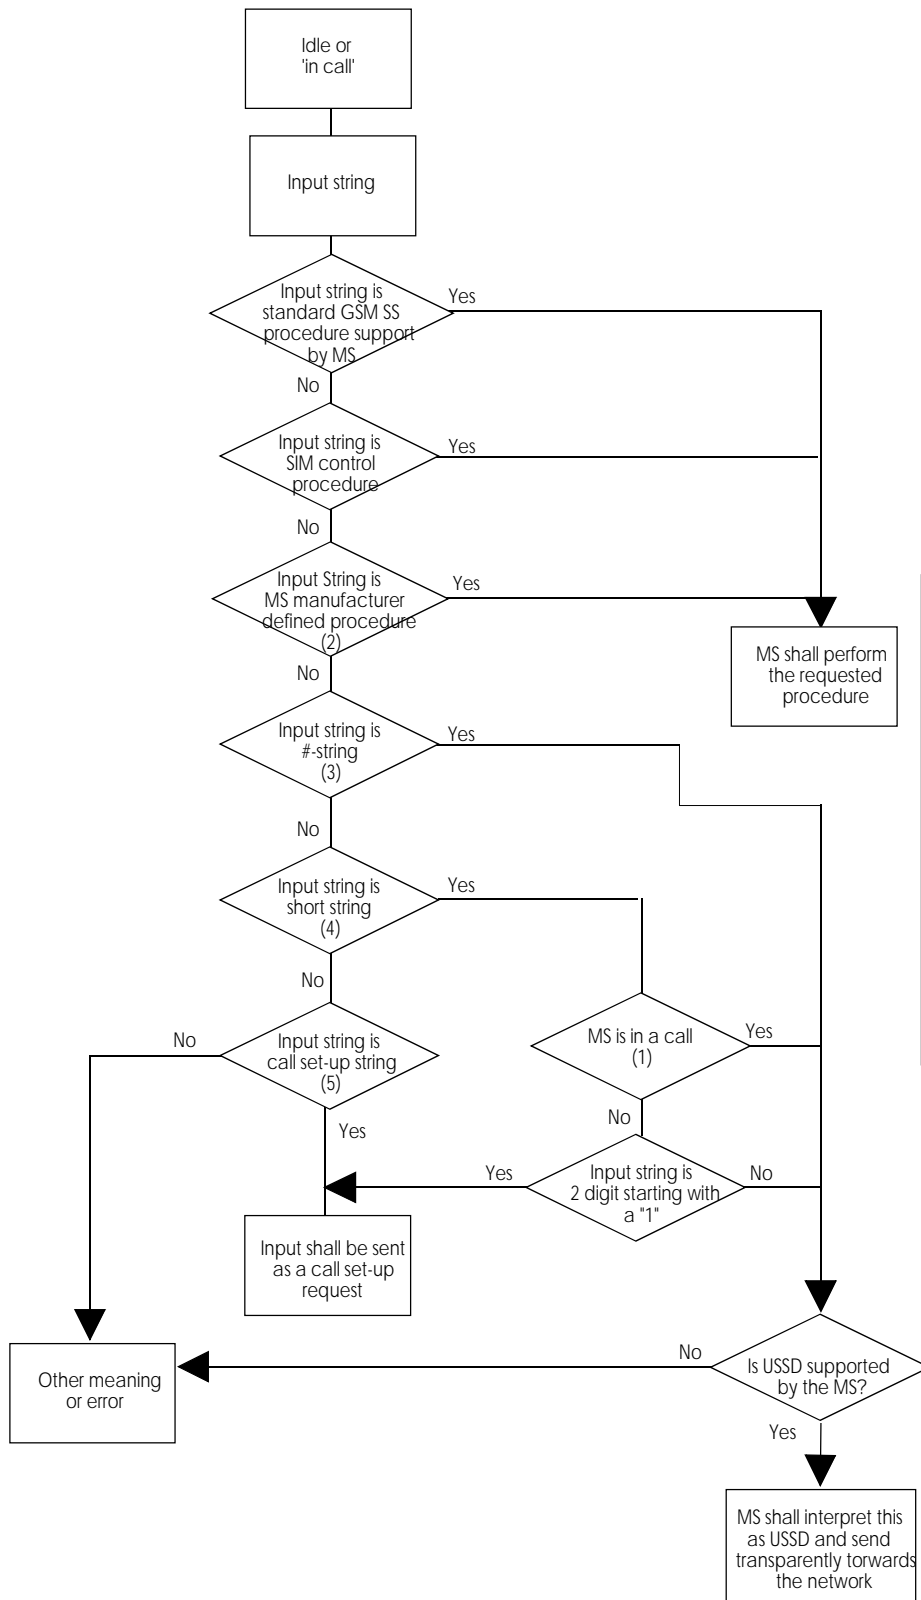 Idle or
'in call'
Input string
Input string is
standard GSM SS
procedure support
by MS
Yes
No
Input string is
SIM control
procedure
Yes
No
Input String is
MS manufacturer
defined procedure
(2)
Yes
No
MS shall perform
the requested
procedure
Input string is
#-string
(3)
Yes
No
Input string is
short string
(4)
Yes
No
Input string is
call set-up string
(5)
No
Yes
MS is in a call
(1)
Yes
No
Input string is
2 digit starting with
a "1"
Yes
No
Input shall be sent
as a call set-up
request
Is USSD supported
by the MS?
No
Yes
Other meaning
or error
MS shall interpret this
as USSD and send
transparently torwards
the network